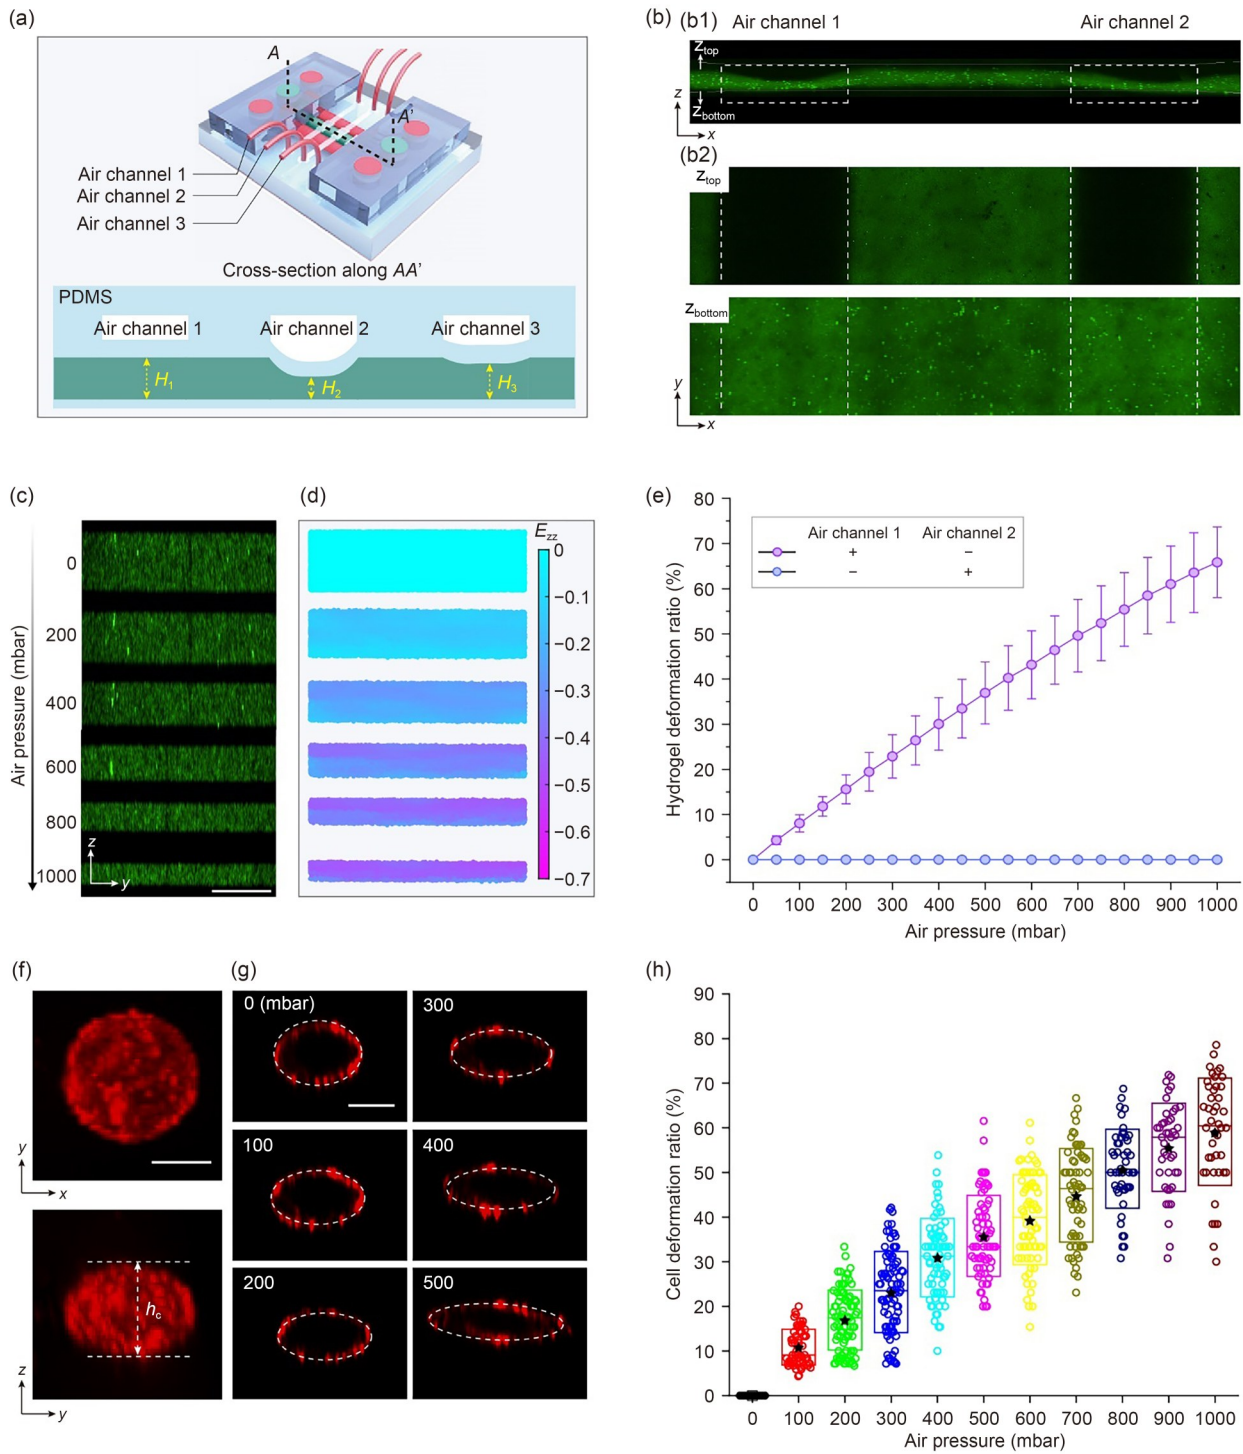 (a)
A
A'
Air channel 1
Air channel 2
Air channel 3
Cross-section along AA'
PDMS
Air channel 1
Air channel 2
Air channel 3
H1
H2
H3
(b)
(b1)
Air channel 1
Air channel 2
ztop
zbottom
z
x
(b2)
ztop
zbottom
y
x
(c)
Air pressure (mbar)
0
200
400
600
800
1000
z
y
(d)
Ezz
0
−0.1
−0.2
−0.3
−0.4
−0.5
−0.6
−0.7
(e)
Hydrogel deformation ratio (%)
80
70
60
50
40
30
20
10
0
Air channel 1 Air channel 2
+ −
− +
0 100 200 300 400 500 600 700 800 900 1000
Air pressure (mbar)
(f)
y
x
hc
z
y
(g)
0 (mbar)
300
100
400
200
500
(h)
Cell deformation ratio (%)
90
80
70
60
50
40
30
20
10
0
0 100 200 300 400 500 600 700 800 900 1000
Air pressure (mbar)